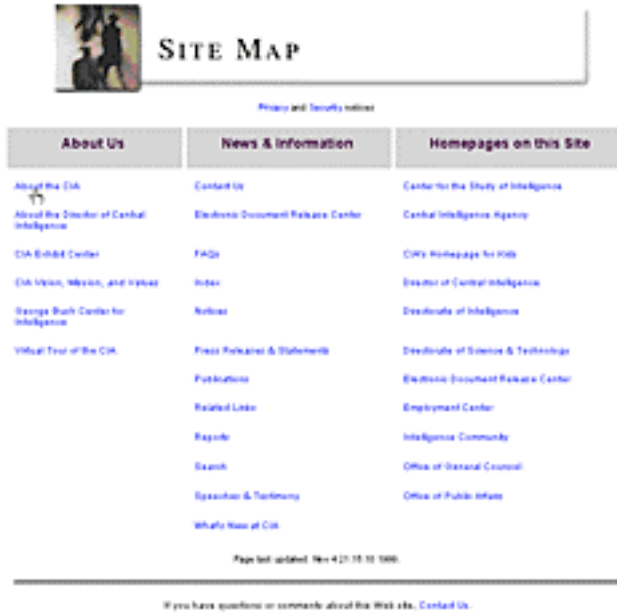 SITE MAP
Privacy and Security notices
About Us
News & Information
Homepages on this Site
About the CIA
Contact Us
Center for the Study of Intelligence
About the Director of Central
Intelligence
Electronic Document Release Center
Central Intelligence Agency
CIA Exhibit Center
FAQs
CIA's Homepage for Kids
CIA Vision, Mission, and Values
Index
Director of Central Intelligence
George Bush Center for
Intelligence
Notices
Directorate of Intelligence
Virtual Tour of the CIA
Press Releases & Statements
Directorate of Science & Technology
Publications
Electronic Document Release Center
Related Links
Employment Center
Reports
Intelligence Community
Search
Office of General Counsel
Speeches & Testimony
Office of Public Affairs
What's New at CIA
Page last updated: Nov 4
If you have questions or comments about this Web site, Contact Us.